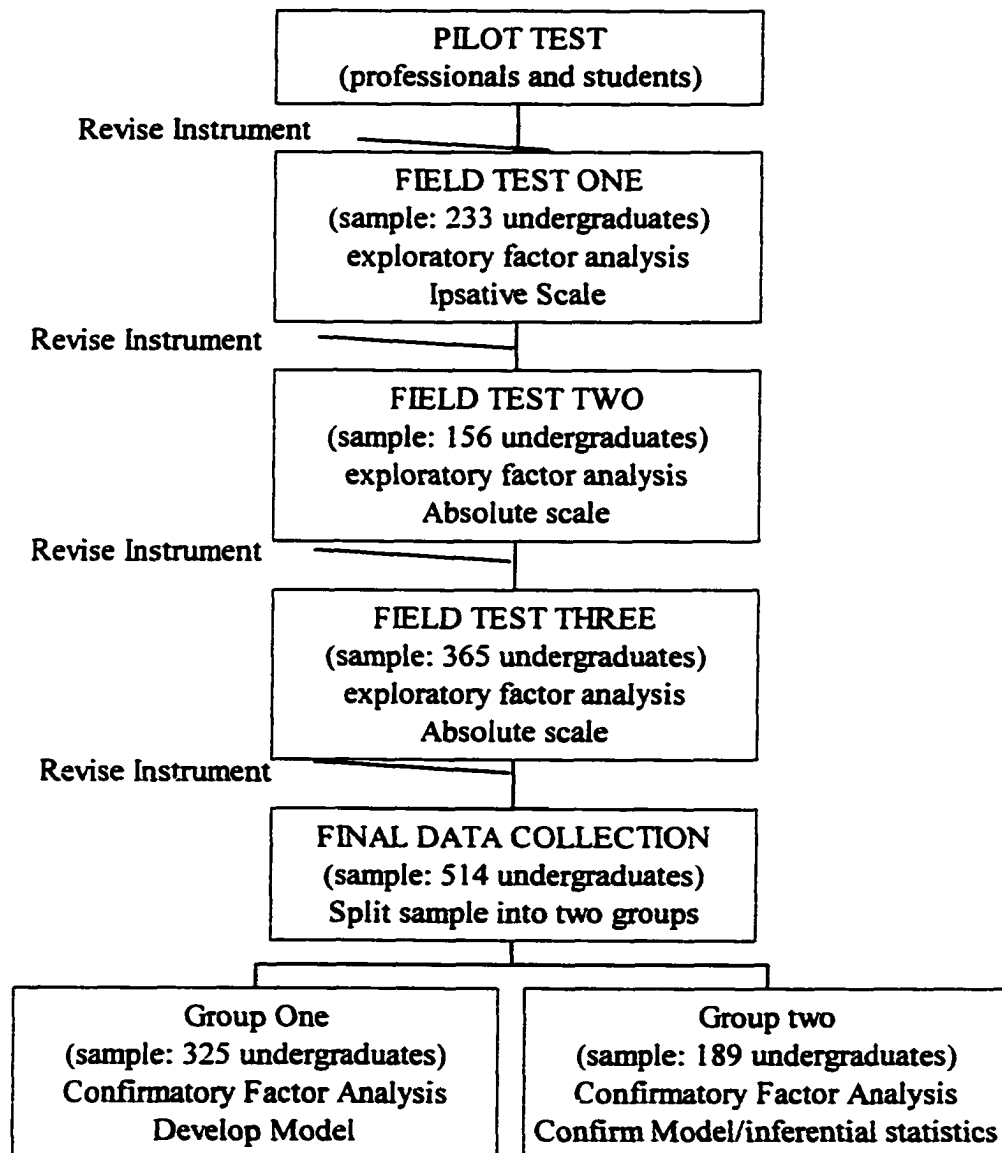 PILOT TEST
(professionals and students)
Revise Instrument
FIELD TEST ONE
(sample: 233 undergraduates)
exploratory factor analysis
Ipsative Scale
Revise Instrument
FIELD TEST TWO
(sample: 156 undergraduates)
exploratory factor analysis
Absolute scale
Revise Instrument
FIELD TEST THREE
(sample: 365 undergraduates)
exploratory factor analysis
Absolute scale
Revise Instrument
FINAL DATA COLLECTION
(sample: 514 undergraduates)
Split sample into two groups
Group One
(sample: 325 undergraduates)
Confirmatory Factor Analysis
Develop Model
Group two
(sample: 189 undergraduates)
Confirmatory Factor Analysis
Confirm Model/inferential statistics